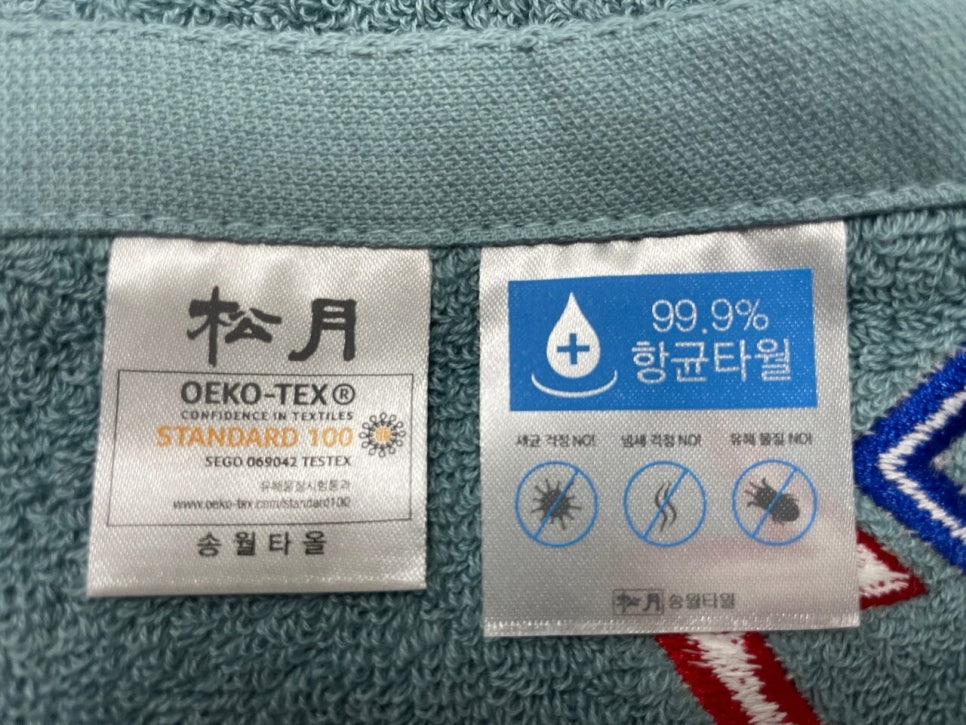 松月
OEKO-TEX®
CONFIDENCE IN TEXTILES
STANDARD 100
SEGO 069042 TESTEX
유해물질시험통과
www.oeko-tex.com/standard100
송월타올
99.9%
항균타월
세균 걱정 NO!
냄새 걱정 NO!
유해 물질 NO!
松月 송월타월